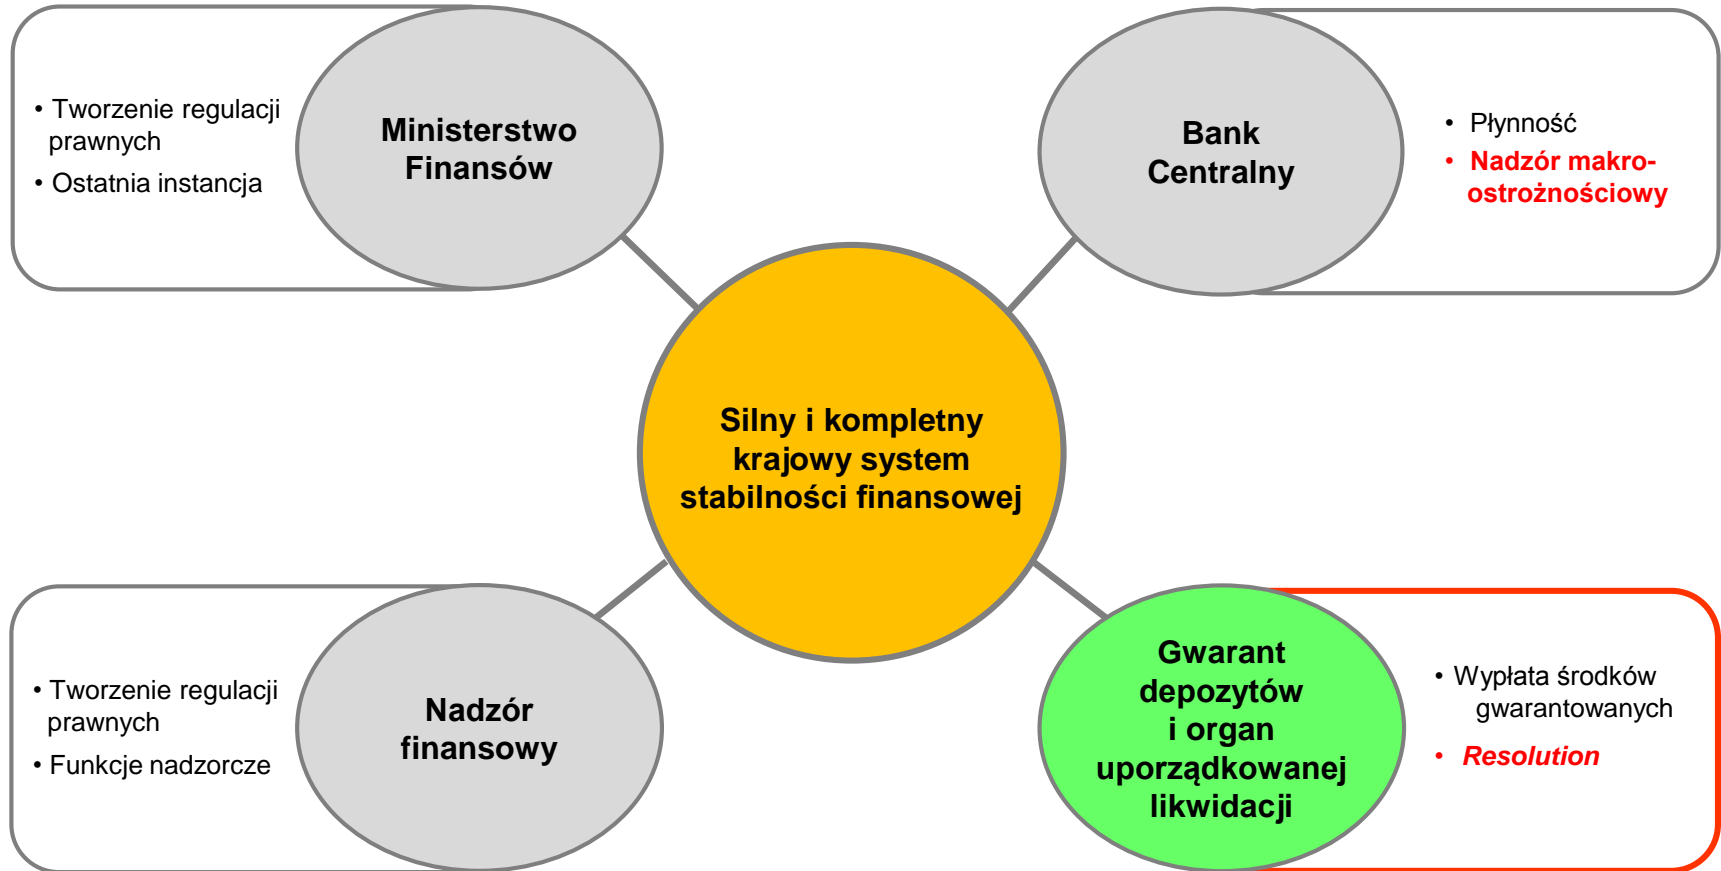 • Tworzenie regulacji
prawnych
• Ostatnia instancja
Ministerstwo
Finansów
Bank
Centralny
• Płynność
• Nadzór makro-
ostrożnościowy
Silny i kompletny
krajowy system
stabilności finansowej
• Tworzenie regulacji
prawnych
• Funkcje nadzorcze
Nadzór
finansowy
Gwarant
depozytów
i organ
uporządkowanej
likwidacji
• Wypłata środków
gwarantowanych
• Resolution